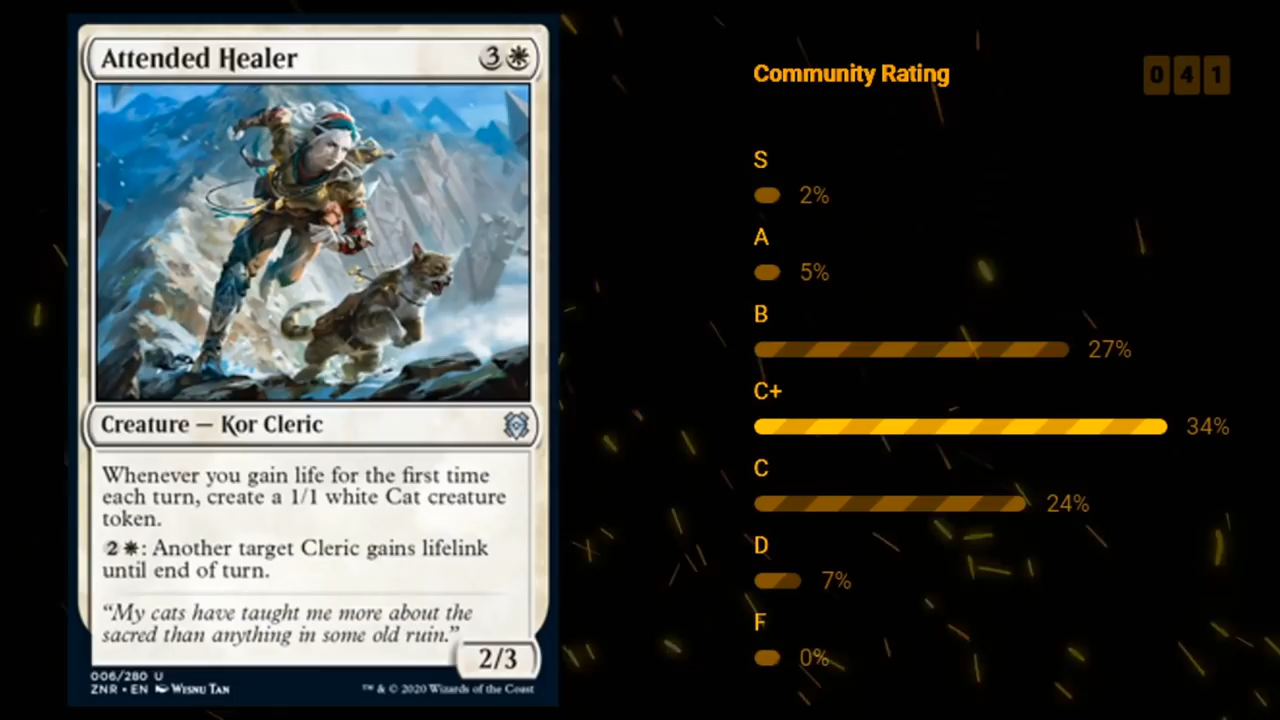 Attended Healer 3
Creature — Kor Cleric
Whenever you gain life for the first time
each turn, create a 1/1 white Cat creature
token.
2 : Another target Cleric gains lifelink
until end of turn.
“My cats have taught me more about the
sacred than anything in some old ruin.”
2/3
006/280 U
ZNR • EN Wisnu Tan
™ & © 2020 Wizards of the Coast
Community Rating
0 4 1
S
2%
A
5%
B
27%
C+
34%
C
24%
D
7%
F
0%